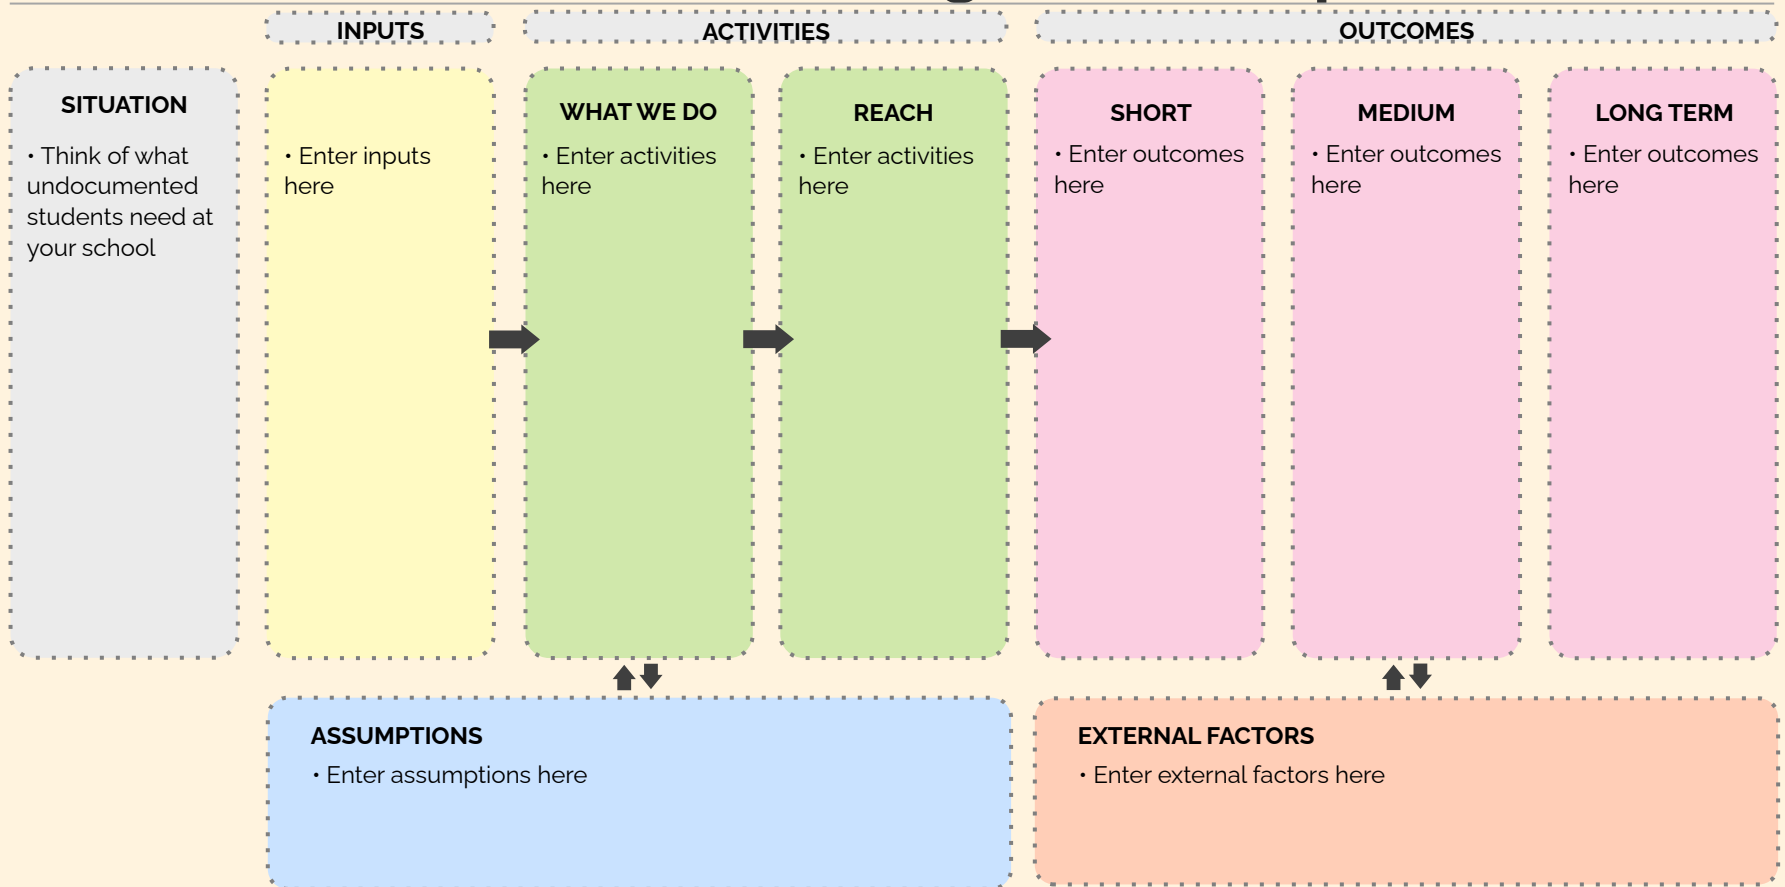 INPUTS
ACTIVITIES
OUTCOMES
SITUATION
• Think of what
undocumented
students need at
your school
• Enter inputs
here
WHAT WE DO
• Enter activities
here
REACH
• Enter activities
here
SHORT
• Enter outcomes
here
MEDIUM
• Enter outcomes
here
LONG TERM
• Enter outcomes
here
ASSUMPTIONS
• Enter assumptions here
EXTERNAL FACTORS
• Enter external factors here